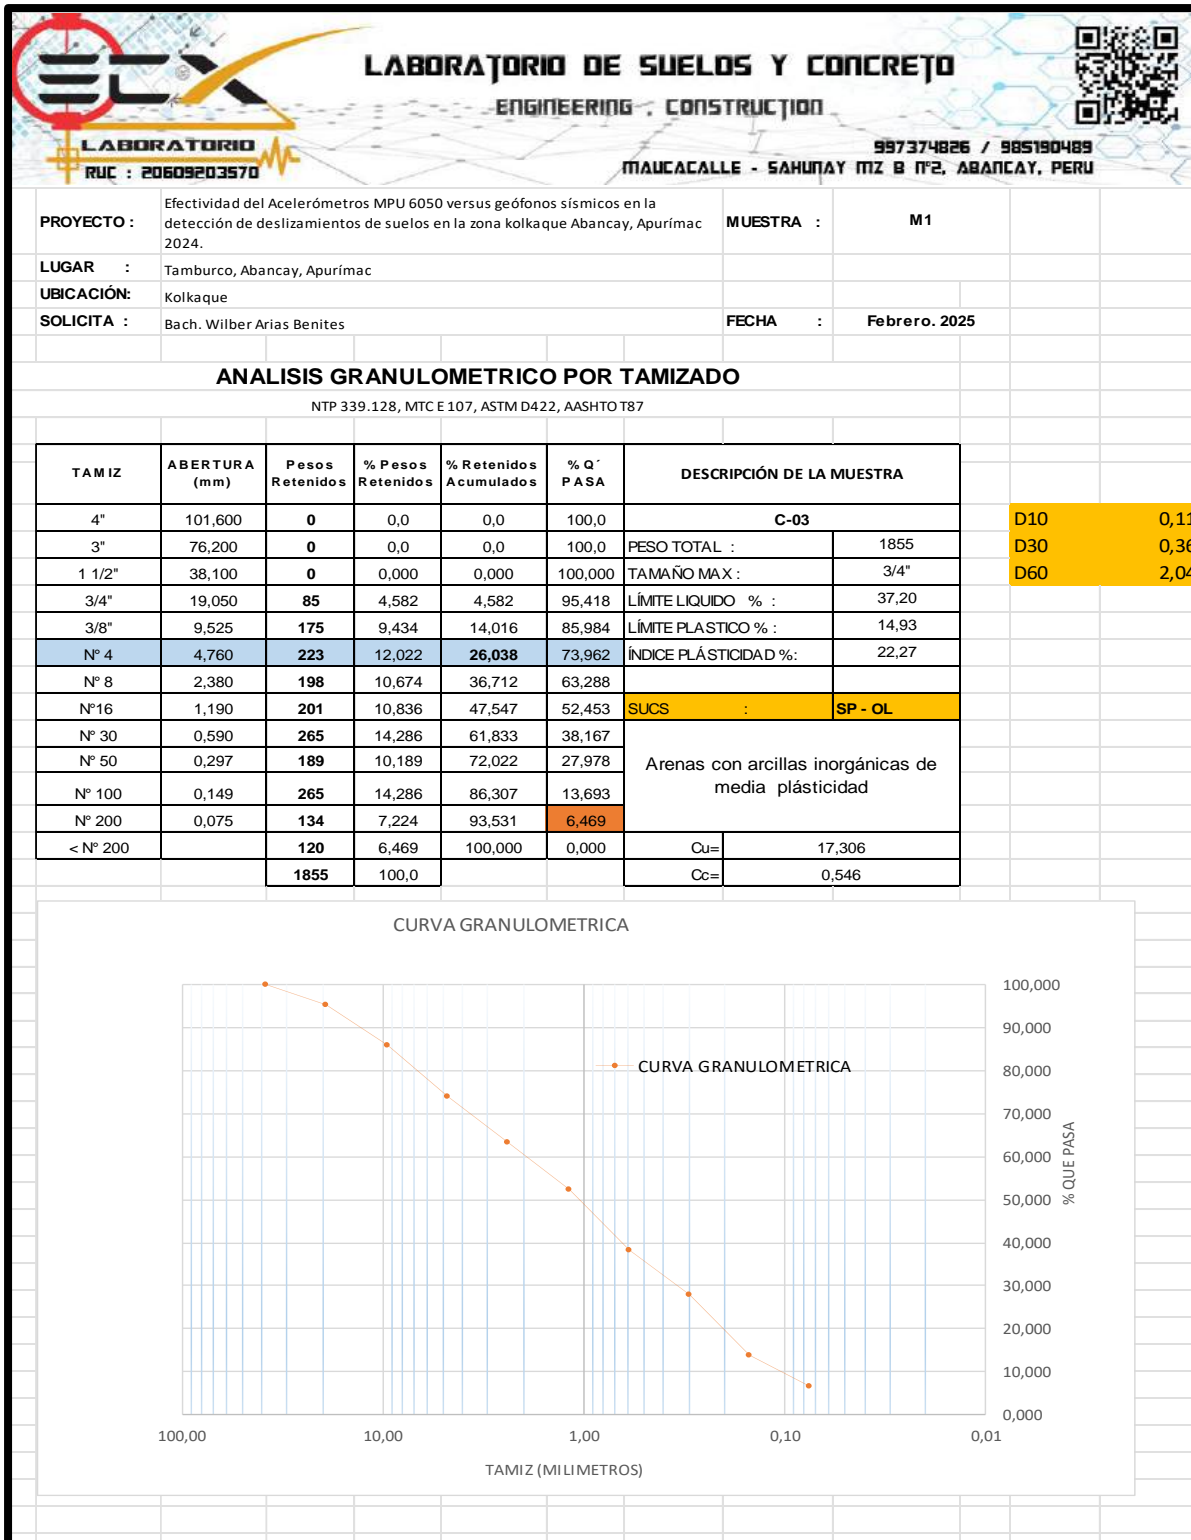 ECX
LABORATORIO
RUC : 20609203570
LABORATORIO DE SUELOS Y CONCRETO
ENGINEERING , CONSTRUCTION
997374826 / 985190489
MAUCACALLE - SAHUNAY MZ B N°2, ABANCAY, PERU
PROYECTO : Efectividad del Acelerómetros MPU 6050 versus geófonos sísmicos en la
detección de deslizamientos de suelos en la zona kolkaque Abancay, Apurímac
2024.
MUESTRA : M1
LUGAR : Tamburco, Abancay, Apurímac
UBICACIÓN: Kolkaque
SOLICITA : Bach. Wilber Arias Benites FECHA : Febrero. 2025
ANALISIS GRANULOMETRICO POR TAMIZADO
NTP 339.128, MTC E 107, ASTM D422, AASHTO T87
TAMIZ ABERTURA (mm) Pesos Retenidos % Pesos Retenidos % Retenidos Acumulados % Q´ PASA DESCRIPCIÓN DE LA MUESTRA
4" 101,600 0 0,0 0,0 100,0 C-03 D10 0,11
3" 76,200 0 0,0 0,0 100,0 PESO TOTAL : 1855 D30 0,36
1 1/2" 38,100 0 0,000 0,000 100,000 TAMAÑO MAX : 3/4" D60 2,04
3/4" 19,050 85 4,582 4,582 95,418 LÍMITE LIQUIDO % : 37,20
3/8" 9,525 175 9,434 14,016 85,984 LÍMITE PLASTICO % : 14,93
N° 4 4,760 223 12,022 26,038 73,962 ÍNDICE PLÁSTICIDAD %: 22,27
N° 8 2,380 198 10,674 36,712 63,288
N°16 1,190 201 10,836 47,547 52,453 SUCS : SP - OL
N° 30 0,590 265 14,286 61,833 38,167
N° 50 0,297 189 10,189 72,022 27,978 Arenas con arcillas inorgánicas de
media plásticidad
N° 100 0,149 265 14,286 86,307 13,693
N° 200 0,075 134 7,224 93,531 6,469
< N° 200 120 6,469 100,000 0,000 Cu= 17,306
1855 100,0 Cc= 0,546
CURVA GRANULOMETRICA
100,000
90,000
80,000
70,000
60,000
50,000
40,000
30,000
20,000
10,000
0,000
% QUE PASA
CURVA GRANULOMETRICA
100,00 10,00 1,00 0,10 0,01
TAMIZ (MILIMETROS)